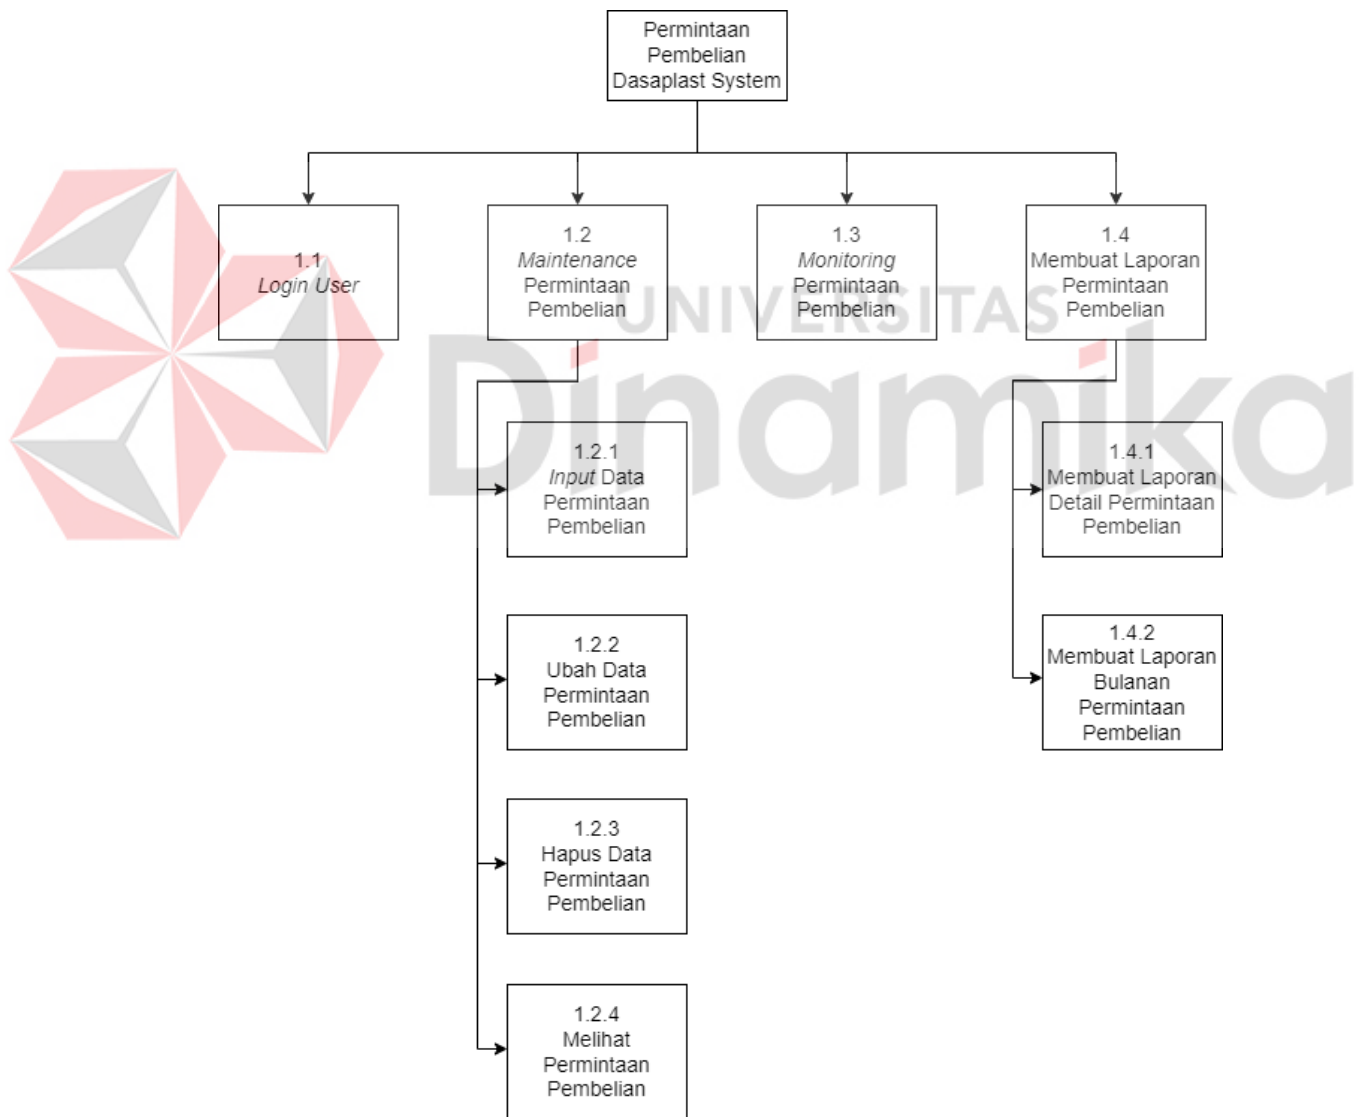 Permintaan
Pembelian
Dasaplast System
1.1
Login User
1.2
Maintenance
Permintaan
Pembelian
1.3
Monitoring
Permintaan
Pembelian
1.4
Membuat Laporan
Permintaan
Pembelian
UNIVERSITAS
Dinamika
1.2.1
Input Data
Permintaan
Pembelian
1.4.1
Membuat Laporan
Detail Permintaan
Pembelian
1.2.2
Ubah Data
Permintaan
Pembelian
1.4.2
Membuat Laporan
Bulanan
Permintaan
Pembelian
1.2.3
Hapus Data
Permintaan
Pembelian
1.2.4
Melihat
Permintaan
Pembelian